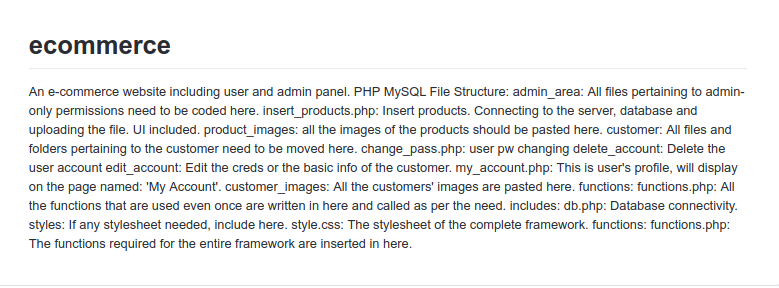 ecommerce
An e-commerce website including user and admin panel. PHP MySQL File Structure: admin_area: All files pertaining to admin-
only permissions need to be coded here. insert_products.php: Insert products. Connecting to the server, database and
uploading the file. UI included. product_images: all the images of the products should be pasted here. customer: All files and
folders pertaining to the customer need to be moved here. change_pass.php: user pw changing delete_account: Delete the
user account edit_account: Edit the creds or the basic info of the customer. my_account.php: This is user's profile, will display
on the page named: 'My Account'. customer_images: All the customers' images are pasted here. functions: functions.php: All
the functions that are used even once are written in here and called as per the need. includes: db.php: Database connectivity.
styles: If any stylesheet needed, include here. style.css: The stylesheet of the complete framework. functions: functions.php:
The functions required for the entire framework are inserted in here.